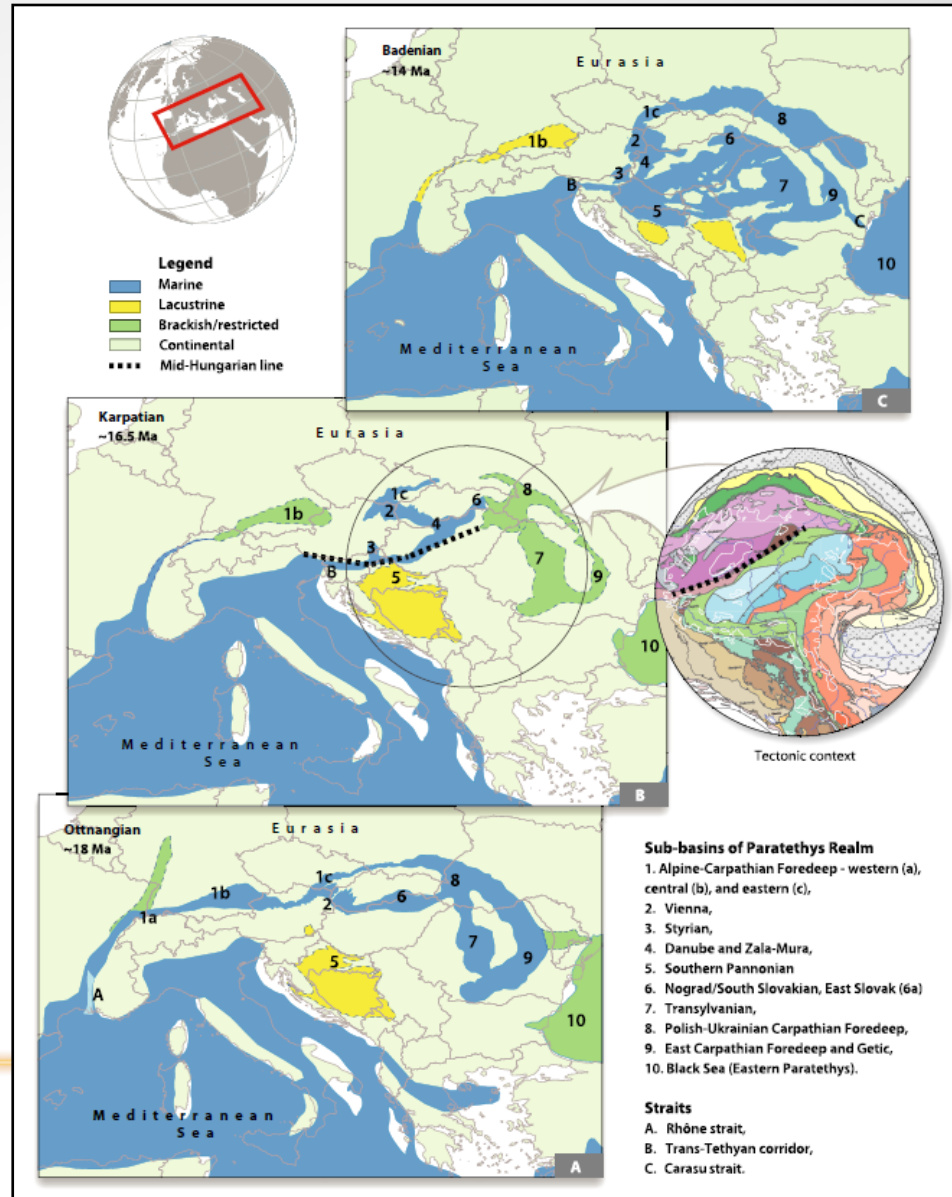 Badenian
~14 Ma
Eurasia
1c
8
1b
2
6
4
3
7
B
9
5
C
10
Mediterranean
Sea
C
Legend
Marine
Lacustrine
Brackish/restricted
Continental
Mid-Hungarian line
Karpatian
~16.5 Ma
Eurasia
1c
8
6
1b
2
4
3
B
7
5
9
10
Mediterranean
Sea
B
Tectonic context
Ottnangian
~18 Ma
Eurasia
1c
8
1b
2
6
1a
7
5
9
A
10
Mediterranean
Sea
A
Sub-basins of Paratethys Realm
1. Alpine-Carpathian Foredeep - western (a),
central (b), and eastern (c),
2. Vienna,
3. Styrian,
4. Danube and Zala-Mura,
5. Southern Pannonian
6. Nograd/South Slovakian, East Slovak (6a)
7. Transylvanian,
8. Polish-Ukrainian Carpathian Foredeep,
9. East Carpathian Foredeep and Getic,
10. Black Sea (Eastern Paratethys).
Straits
A. Rhône strait,
B. Trans-Tethyan corridor,
C. Carasu strait.